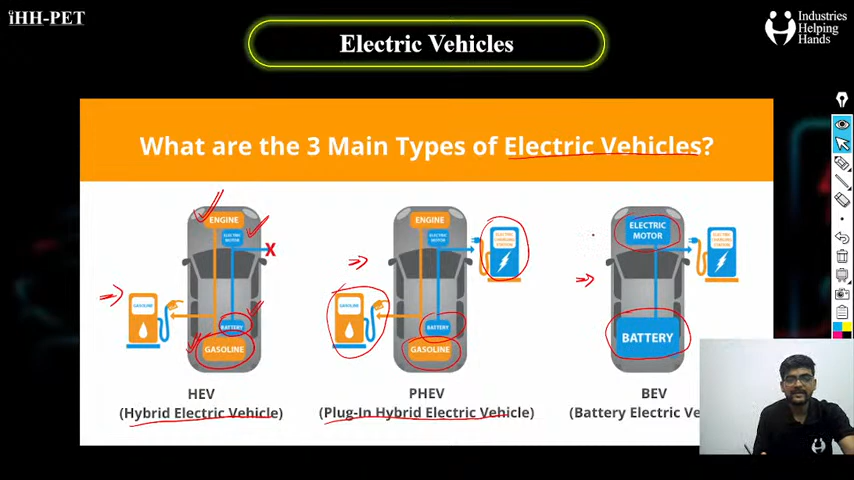 iHH-PET
Electric Vehicles
Industries
Helping
Hands
What are the 3 Main Types of Electric Vehicles?
ENGINE
ELECTRIC
MOTOR
X
GASOLINE
BATTERY
GASOLINE
HEV
(Hybrid Electric Vehicle)
ENGINE
ELECTRIC
MOTOR
ELECTRIC
CHARGING
STATION
GASOLINE
BATTERY
GASOLINE
PHEV
(Plug-In Hybrid Electric Vehicle)
ELECTRIC
MOTOR
ELECTRIC
CHARGING
STATION
BATTERY
BEV
(Battery Electric Ve